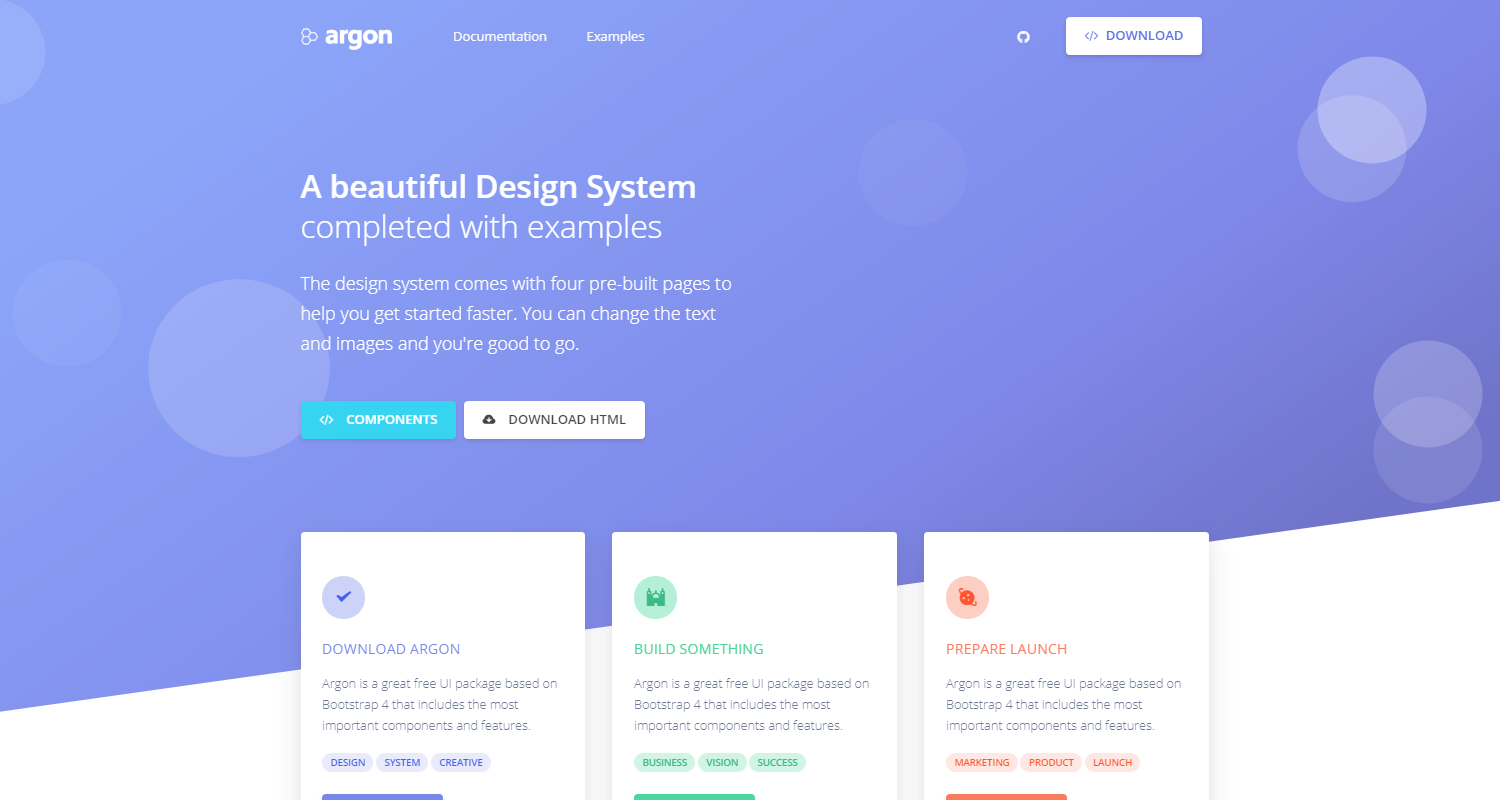 argon
Documentation
Examples
DOWNLOAD
A beautiful Design System
completed with examples
The design system comes with four pre-built pages to
help you get started faster. You can change the text
and images and you're good to go.
COMPONENTS
DOWNLOAD HTML
DOWNLOAD ARGON
Argon is a great free UI package based on
Bootstrap 4 that includes the most
important components and features.
DESIGN SYSTEM CREATIVE
BUILD SOMETHING
Argon is a great free UI package based on
Bootstrap 4 that includes the most
important components and features.
BUSINESS VISION SUCCESS
PREPARE LAUNCH
Argon is a great free UI package based on
Bootstrap 4 that includes the most
important components and features.
MARKETING PRODUCT LAUNCH